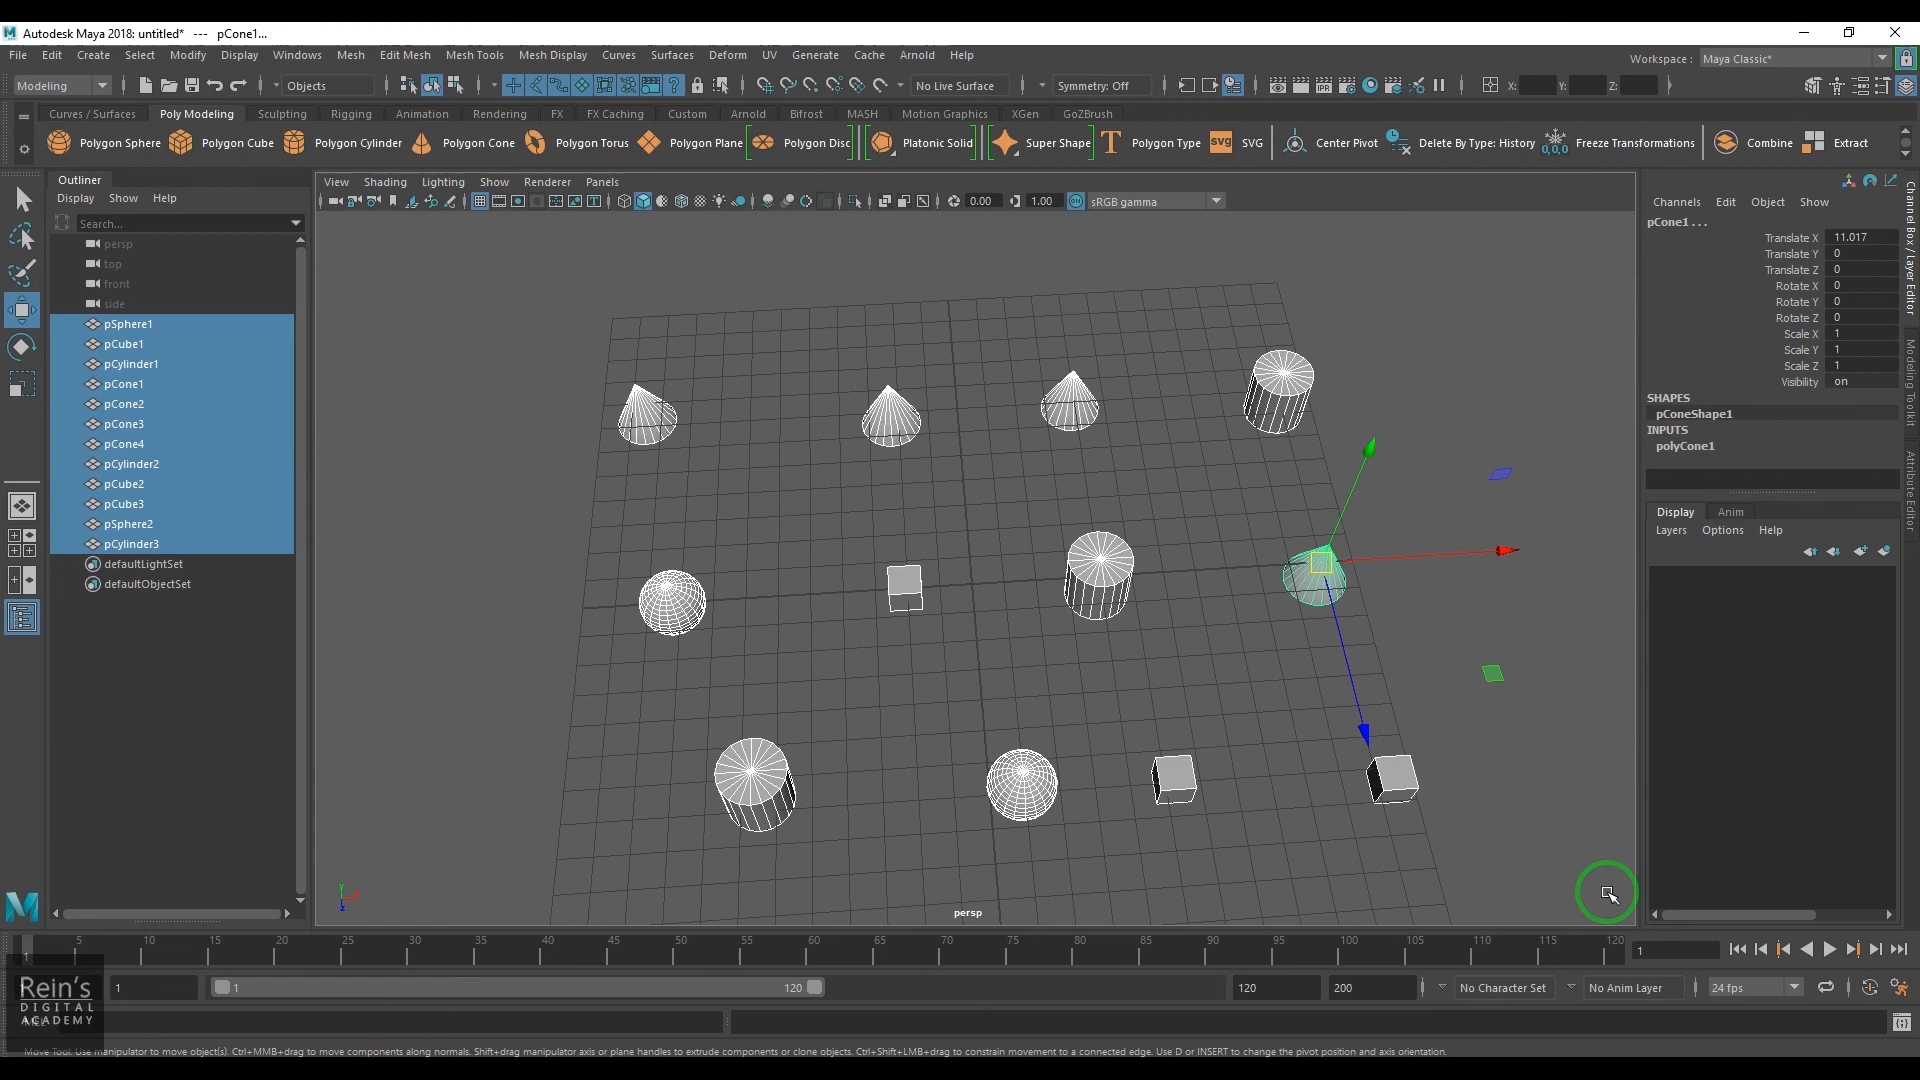 Autodesk Maya 2018: untitled* --- pCone1...
File Edit Create Select Modify Display Windows Mesh Edit Mesh Mesh Tools Mesh Display Curves Surfaces Deform UV Generate Cache Arnold Help
Workspace : Maya Classic*
Modeling Objects No Live Surface Symmetry: Off X: Y: Z:
Curves / Surfaces Poly Modeling Sculpting Rigging Animation Rendering FX FX Caching Custom Arnold Bifrost MASH Motion Graphics XGen GoZBrush
Polygon Sphere Polygon Cube Polygon Cylinder Polygon Cone Polygon Torus Polygon Plane Polygon Disc Platonic Solid Super Shape Polygon Type SVG SVG Center Pivot Delete By Type: History 0,0,0 Freeze Transformations Combine Extract
Outliner
Display Show Help
Search...
persp
top
front
side
pSphere1
pCube1
pCylinder1
pCone1
pCone2
pCone3
pCone4
pCylinder2
pCube2
pCube3
pSphere2
pCylinder3
defaultLightSet
defaultObjectSet
View Shading Lighting Show Renderer Panels
0.00 1.00 sRGB gamma
persp
y
z
Channels Edit Object Show
pCone1 ...
Translate X 11.017
Translate Y 0
Translate Z 0
Rotate X 0
Rotate Y 0
Rotate Z 0
Scale X 1
Scale Y 1
Scale Z 1
Visibility on
SHAPES
pConeShape1
INPUTS
polyCone1
Display Anim
Layers Options Help
Channel Box / Layer Editor
Modeling Toolkit
Attribute Editor
1 5 10 15 20 25 30 35 40 45 50 55 60 65 70 75 80 85 90 95 100 105 110 115 120 1
1 1 120 120 200 No Character Set No Anim Layer 24 fps
Rein's
DIGITAL
ACADEMY
MEL
Move Tool: Use manipulator to move object(s). Ctrl+MMB+drag to move components along normals. Shift+drag manipulator axis or plane handles to extrude components or clone objects. Ctrl+Shift+LMB+drag to constrain movement to a connected edge. Use D or INSERT to change the pivot position and axis orientation.